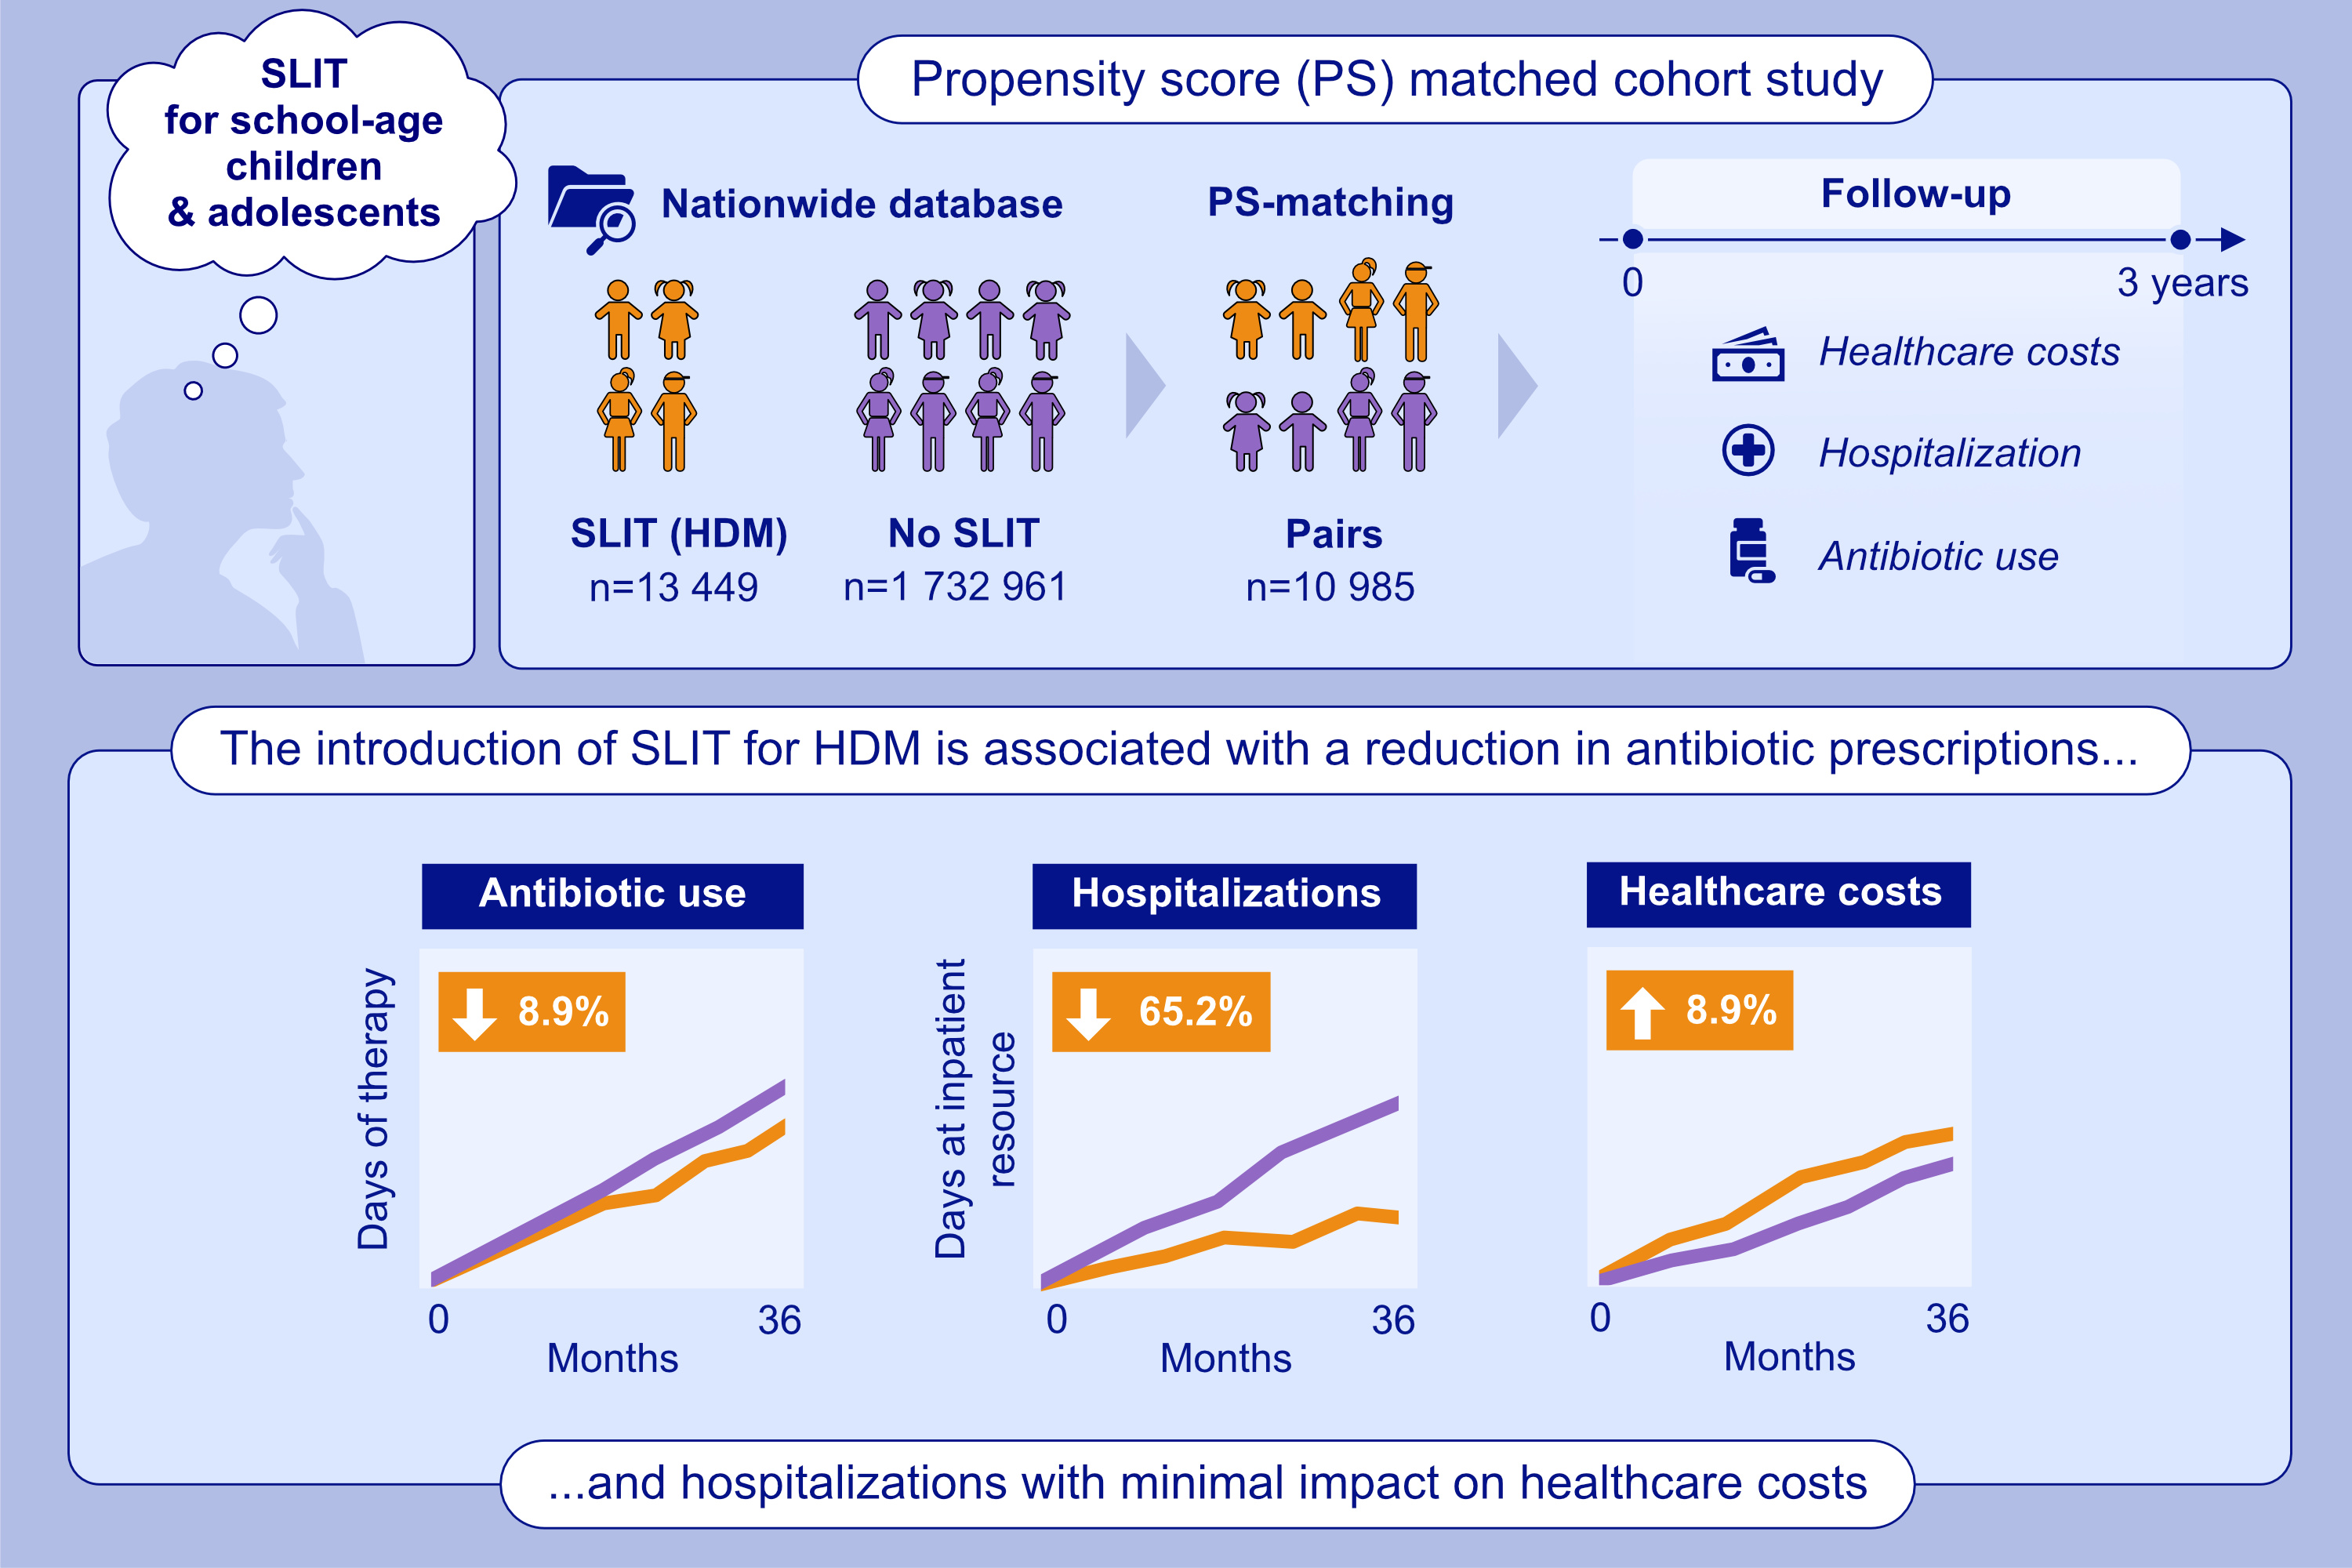 SLIT
for school-age
children
& adolescents
Propensity score (PS) matched cohort study
Nationwide database
PS-matching
Follow-up
0
3 years
Healthcare costs
Hospitalization
Antibiotic use
SLIT (HDM)
n=13 449
No SLIT
n=1 732 961
Pairs
n=10 985
The introduction of SLIT for HDM is associated with a reduction in antibiotic prescriptions...
Antibiotic use
Days of therapy
8.9%
0
36
Months
Hospitalizations
Days at inpatient
resource
65.2%
0
36
Months
Healthcare costs
8.9%
0
36
Months
...and hospitalizations with minimal impact on healthcare costs